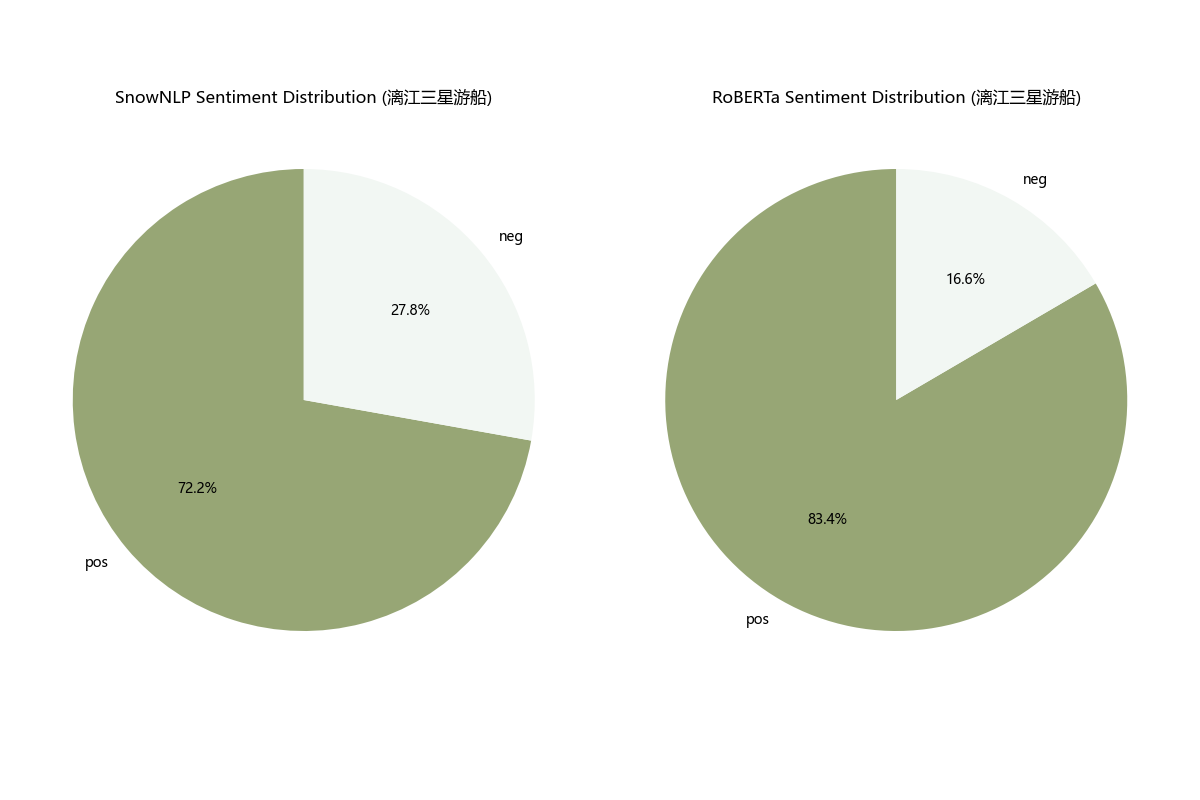 SnowNLP Sentiment Distribution (漓江三星游船)
neg
27.8%
72.2%
pos
RoBERTa Sentiment Distribution (漓江三星游船)
neg
16.6%
83.4%
pos